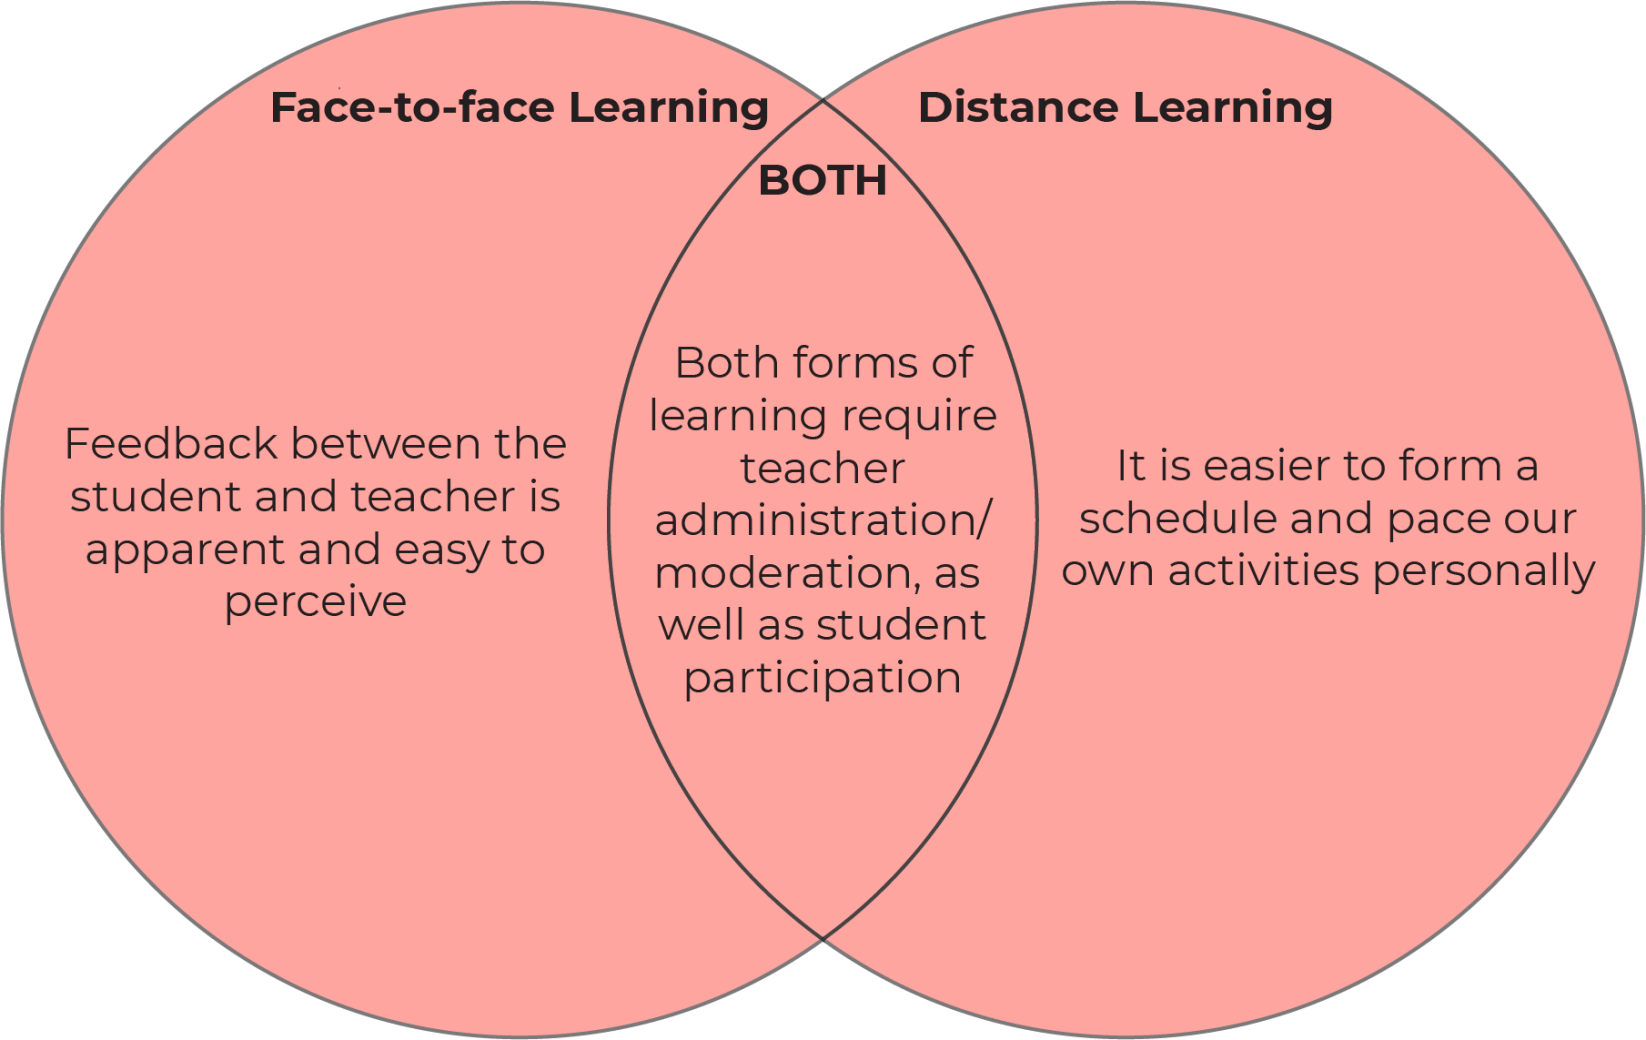 Face-to-face Learning
Distance Learning
BOTH
Feedback between the
student and teacher is
apparent and easy to
perceive
Both forms of
learning require
teacher
administration/
moderation, as
well as student
participation
It is easier to form a
schedule and pace our
own activities personally